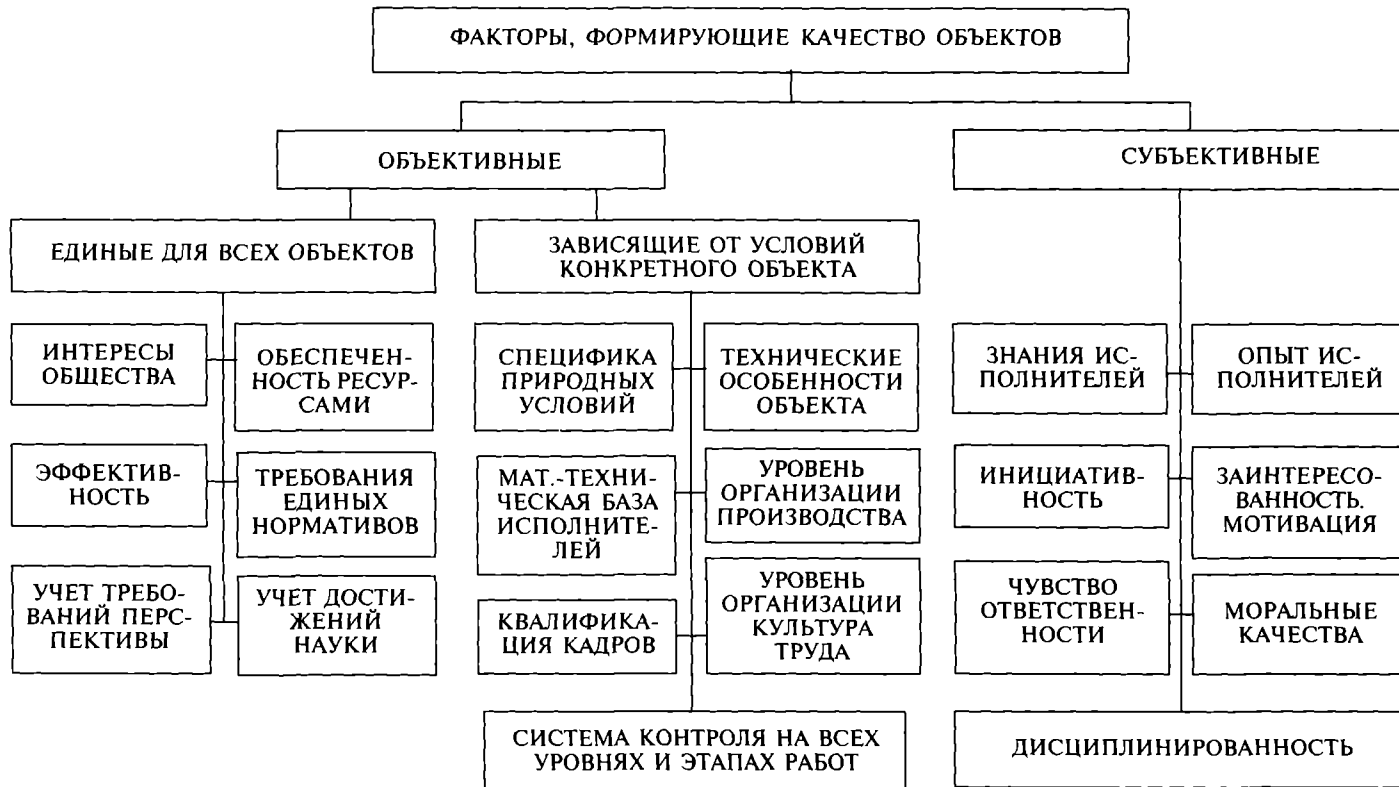 ФАКТОРЫ, ФОРМИРУЮЩИЕ КАЧЕСТВО ОБЪЕКТОВ
ОБЪЕКТИВНЫЕ
СУБЪЕКТИВНЫЕ
ЕДИНЫЕ ДЛЯ ВСЕХ ОБЪЕКТОВ
ЗАВИСЯЩИЕ ОТ УСЛОВИЙ
КОНКРЕТНОГО ОБЪЕКТА
ИНТЕРЕСЫ
ОБЩЕСТВА
ОБЕСПЕЧЕН-
НОСТЬ РЕСУР-
САМИ
СПЕЦИФИКА
ПРИРОДНЫХ
УСЛОВИЙ
ТЕХНИЧЕСКИЕ
ОСОБЕННОСТИ
ОБЪЕКТА
ЗНАНИЯ ИС-
ПОЛНИТЕЛЕЙ
ОПЫТ ИС-
ПОЛНИТЕЛЕЙ
ЭФФЕКТИВ-
НОСТЬ
ТРЕБОВАНИЯ
ЕДИНЫХ
НОРМАТИВОВ
МАТ.-ТЕХНИ-
ЧЕСКАЯ БАЗА
ИСПОЛНИТЕ-
ЛЕЙ
УРОВЕНЬ
ОРГАНИЗАЦИИ
ПРОИЗВОДСТВА
ИНИЦИАТИВ-
НОСТЬ
ЗАИНТЕРЕСО-
ВАННОСТЬ.
МОТИВАЦИЯ
УЧЕТ ТРЕБО-
ВАНИЙ ПЕРС-
ПЕКТИВЫ
УЧЕТ ДОСТИ-
ЖЕНИЙ
НАУКИ
КВАЛИФИКА-
ЦИЯ КАДРОВ
УРОВЕНЬ
ОРГАНИЗАЦИИ
КУЛЬТУРА
ТРУДА
ЧУВСТВО
ОТВЕТСТВЕН-
НОСТИ
МОРАЛЬНЫЕ
КАЧЕСТВА
СИСТЕМА КОНТРОЛЯ НА ВСЕХ
УРОВНЯХ И ЭТАПАХ РАБОТ
ДИСЦИПЛИНИРОВАННОСТЬ